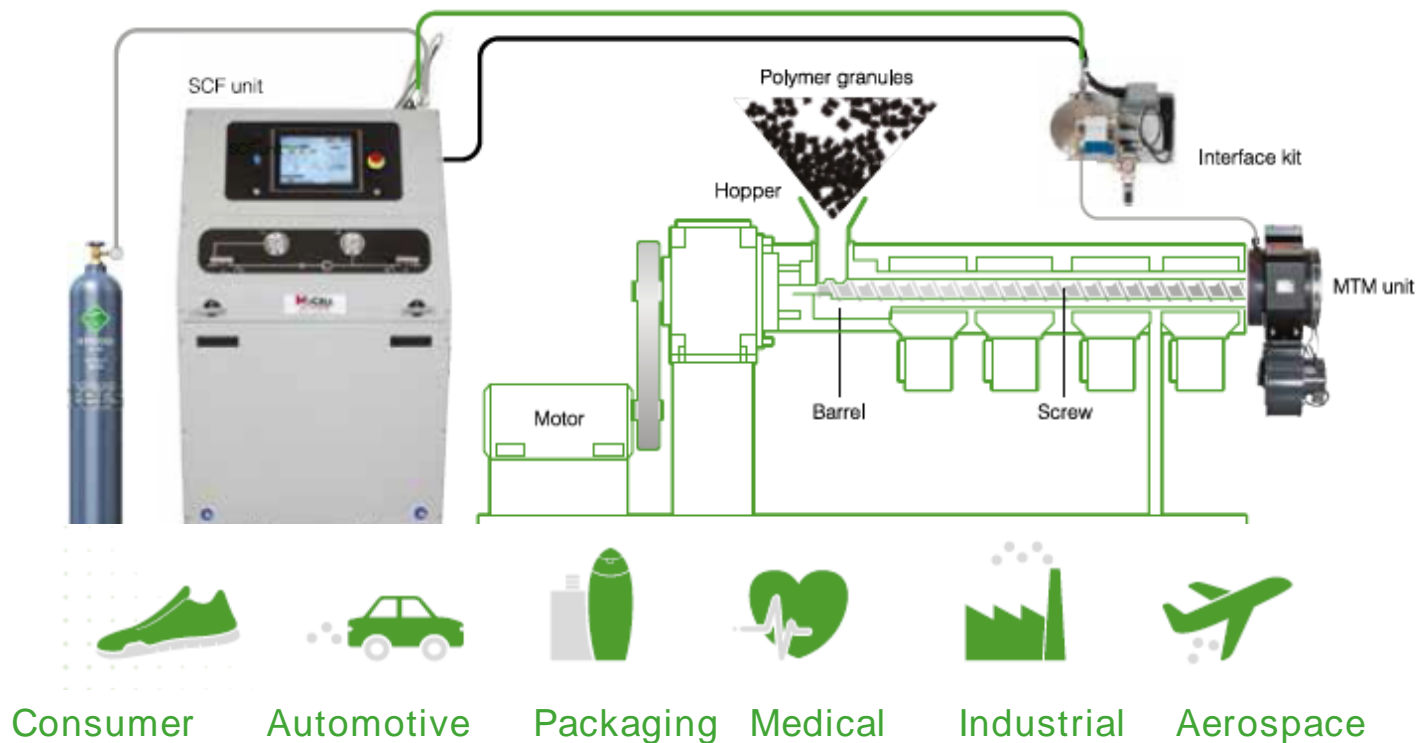 SCF unit
Polymer granules
Hopper
Interface kit
MTM unit
Motor
Barrel
Screw
Consumer
Automotive
Packaging
Medical
Industrial
Aerospace